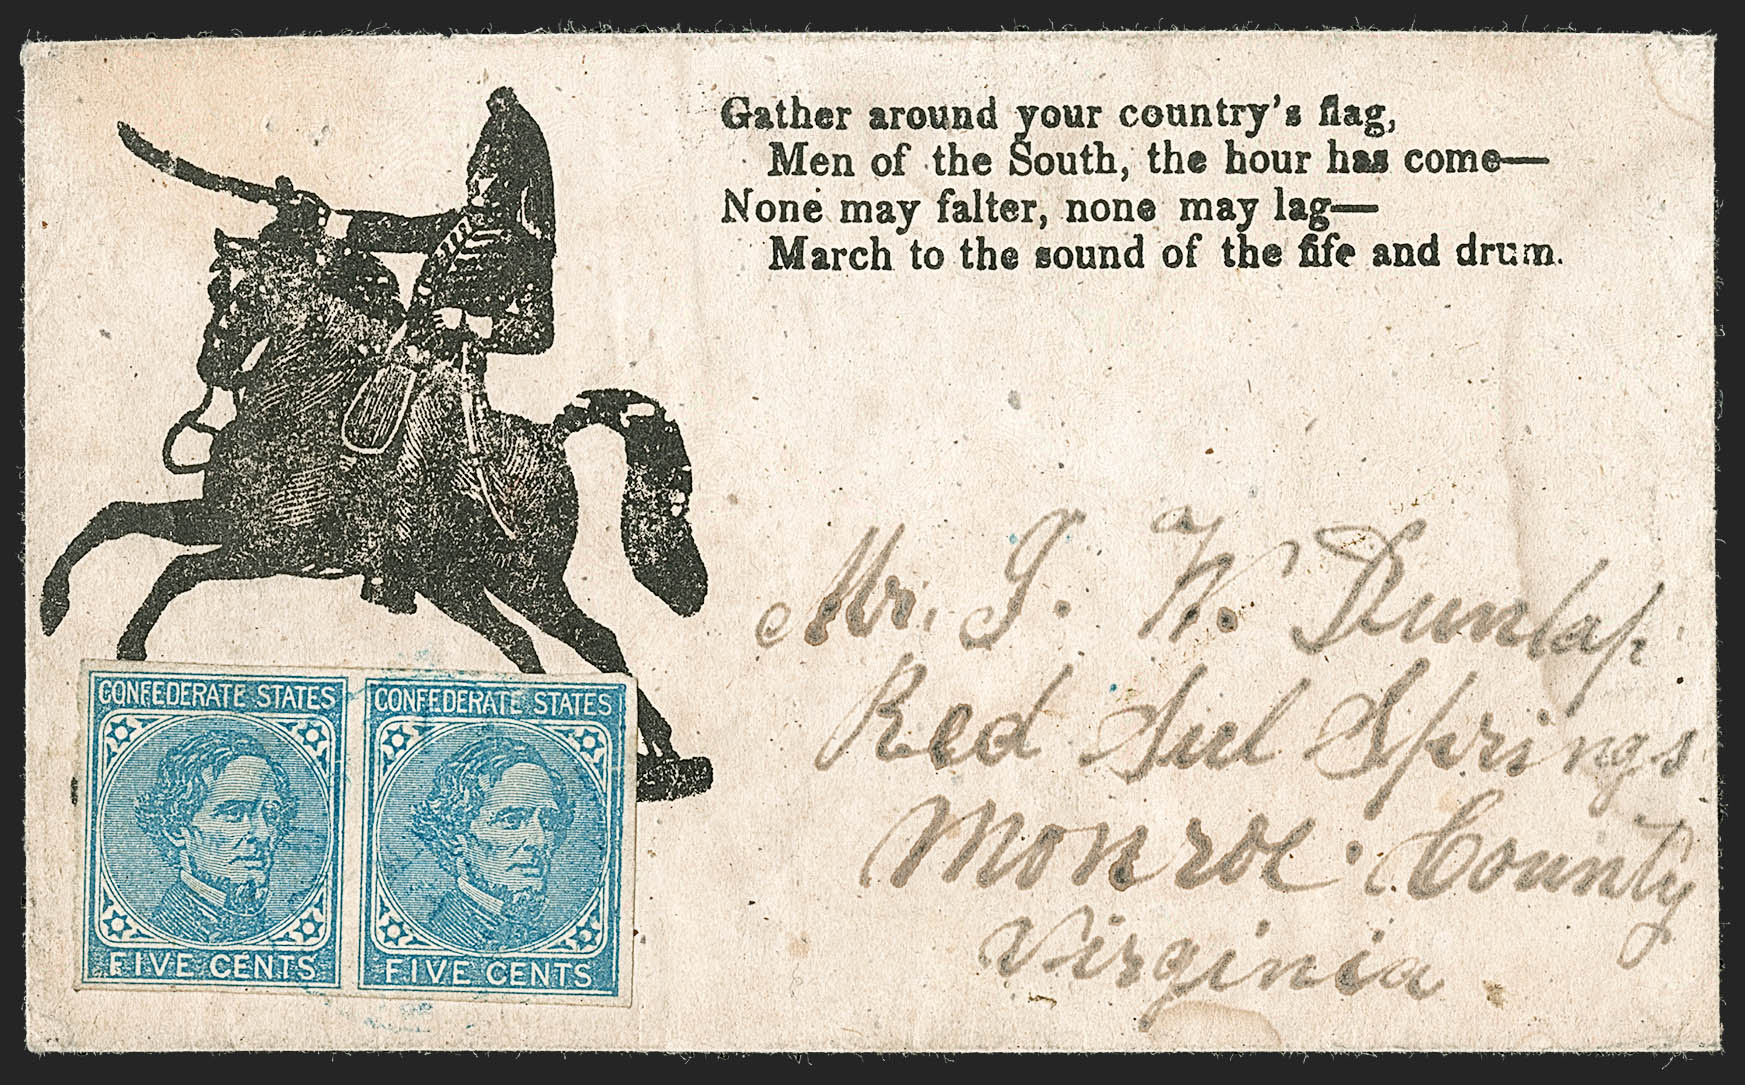 Gather around your country's flag,
Men of the South, the hour has come—
None may falter, none may lag—
March to the sound of the fife and drum.
Mr. J. W. Dunlap
Red Sul Springs
Monroe County
Virginia
CONFEDERATE STATES
FIVE CENTS
CONFEDERATE STATES
FIVE CENTS